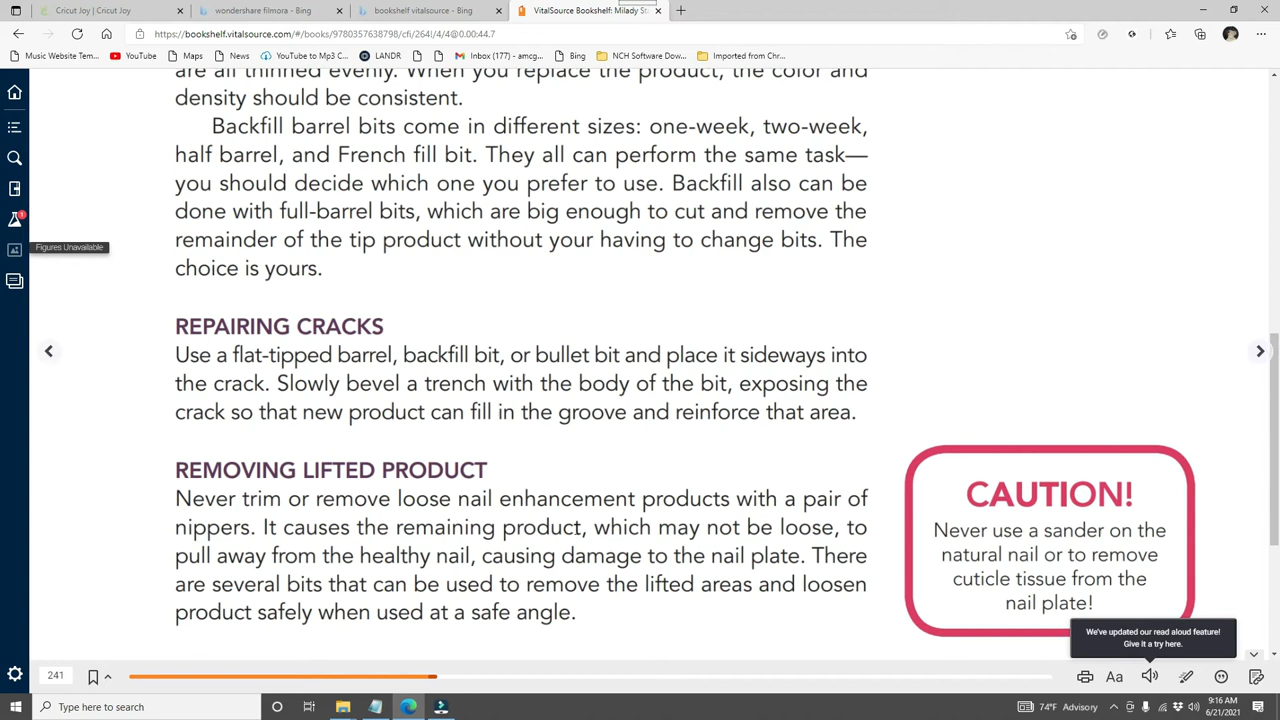 Cricut Joy | Cricut Joy
wondershare filmora - Bing
bookshelf vitalsource - Bing
VitalSource Bookshelf: Milady St
https://bookshelf.vitalsource.com/#/books/9780357638798/cfi/264!/4/4@0.00:44.7
Music Website Tem...
YouTube
Maps
News
YouTube to Mp3 C...
LANDR
Inbox (177) - amcg...
Bing
NCH Software Dow...
Imported from Chr...
are all thinned evenly. When you replace the product, the color and
density should be consistent.
Backfill barrel bits come in different sizes: one-week, two-week,
half barrel, and French fill bit. They all can perform the same task—
you should decide which one you prefer to use. Backfill also can be
done with full-barrel bits, which are big enough to cut and remove the
remainder of the tip product without your having to change bits. The
choice is yours.
1
Figures Unavailable
REPAIRING CRACKS
Use a flat-tipped barrel, backfill bit, or bullet bit and place it sideways into
the crack. Slowly bevel a trench with the body of the bit, exposing the
crack so that new product can fill in the groove and reinforce that area.
REMOVING LIFTED PRODUCT
Never trim or remove loose nail enhancement products with a pair of
nippers. It causes the remaining product, which may not be loose, to
pull away from the healthy nail, causing damage to the nail plate. There
are several bits that can be used to remove the lifted areas and loosen
product safely when used at a safe angle.
CAUTION!
Never use a sander on the
natural nail or to remove
cuticle tissue from the
nail plate!
We've updated our read aloud feature!
Give it a try here.
241
Aa
Type here to search
74°F Advisory
9:16 AM
6/21/2021